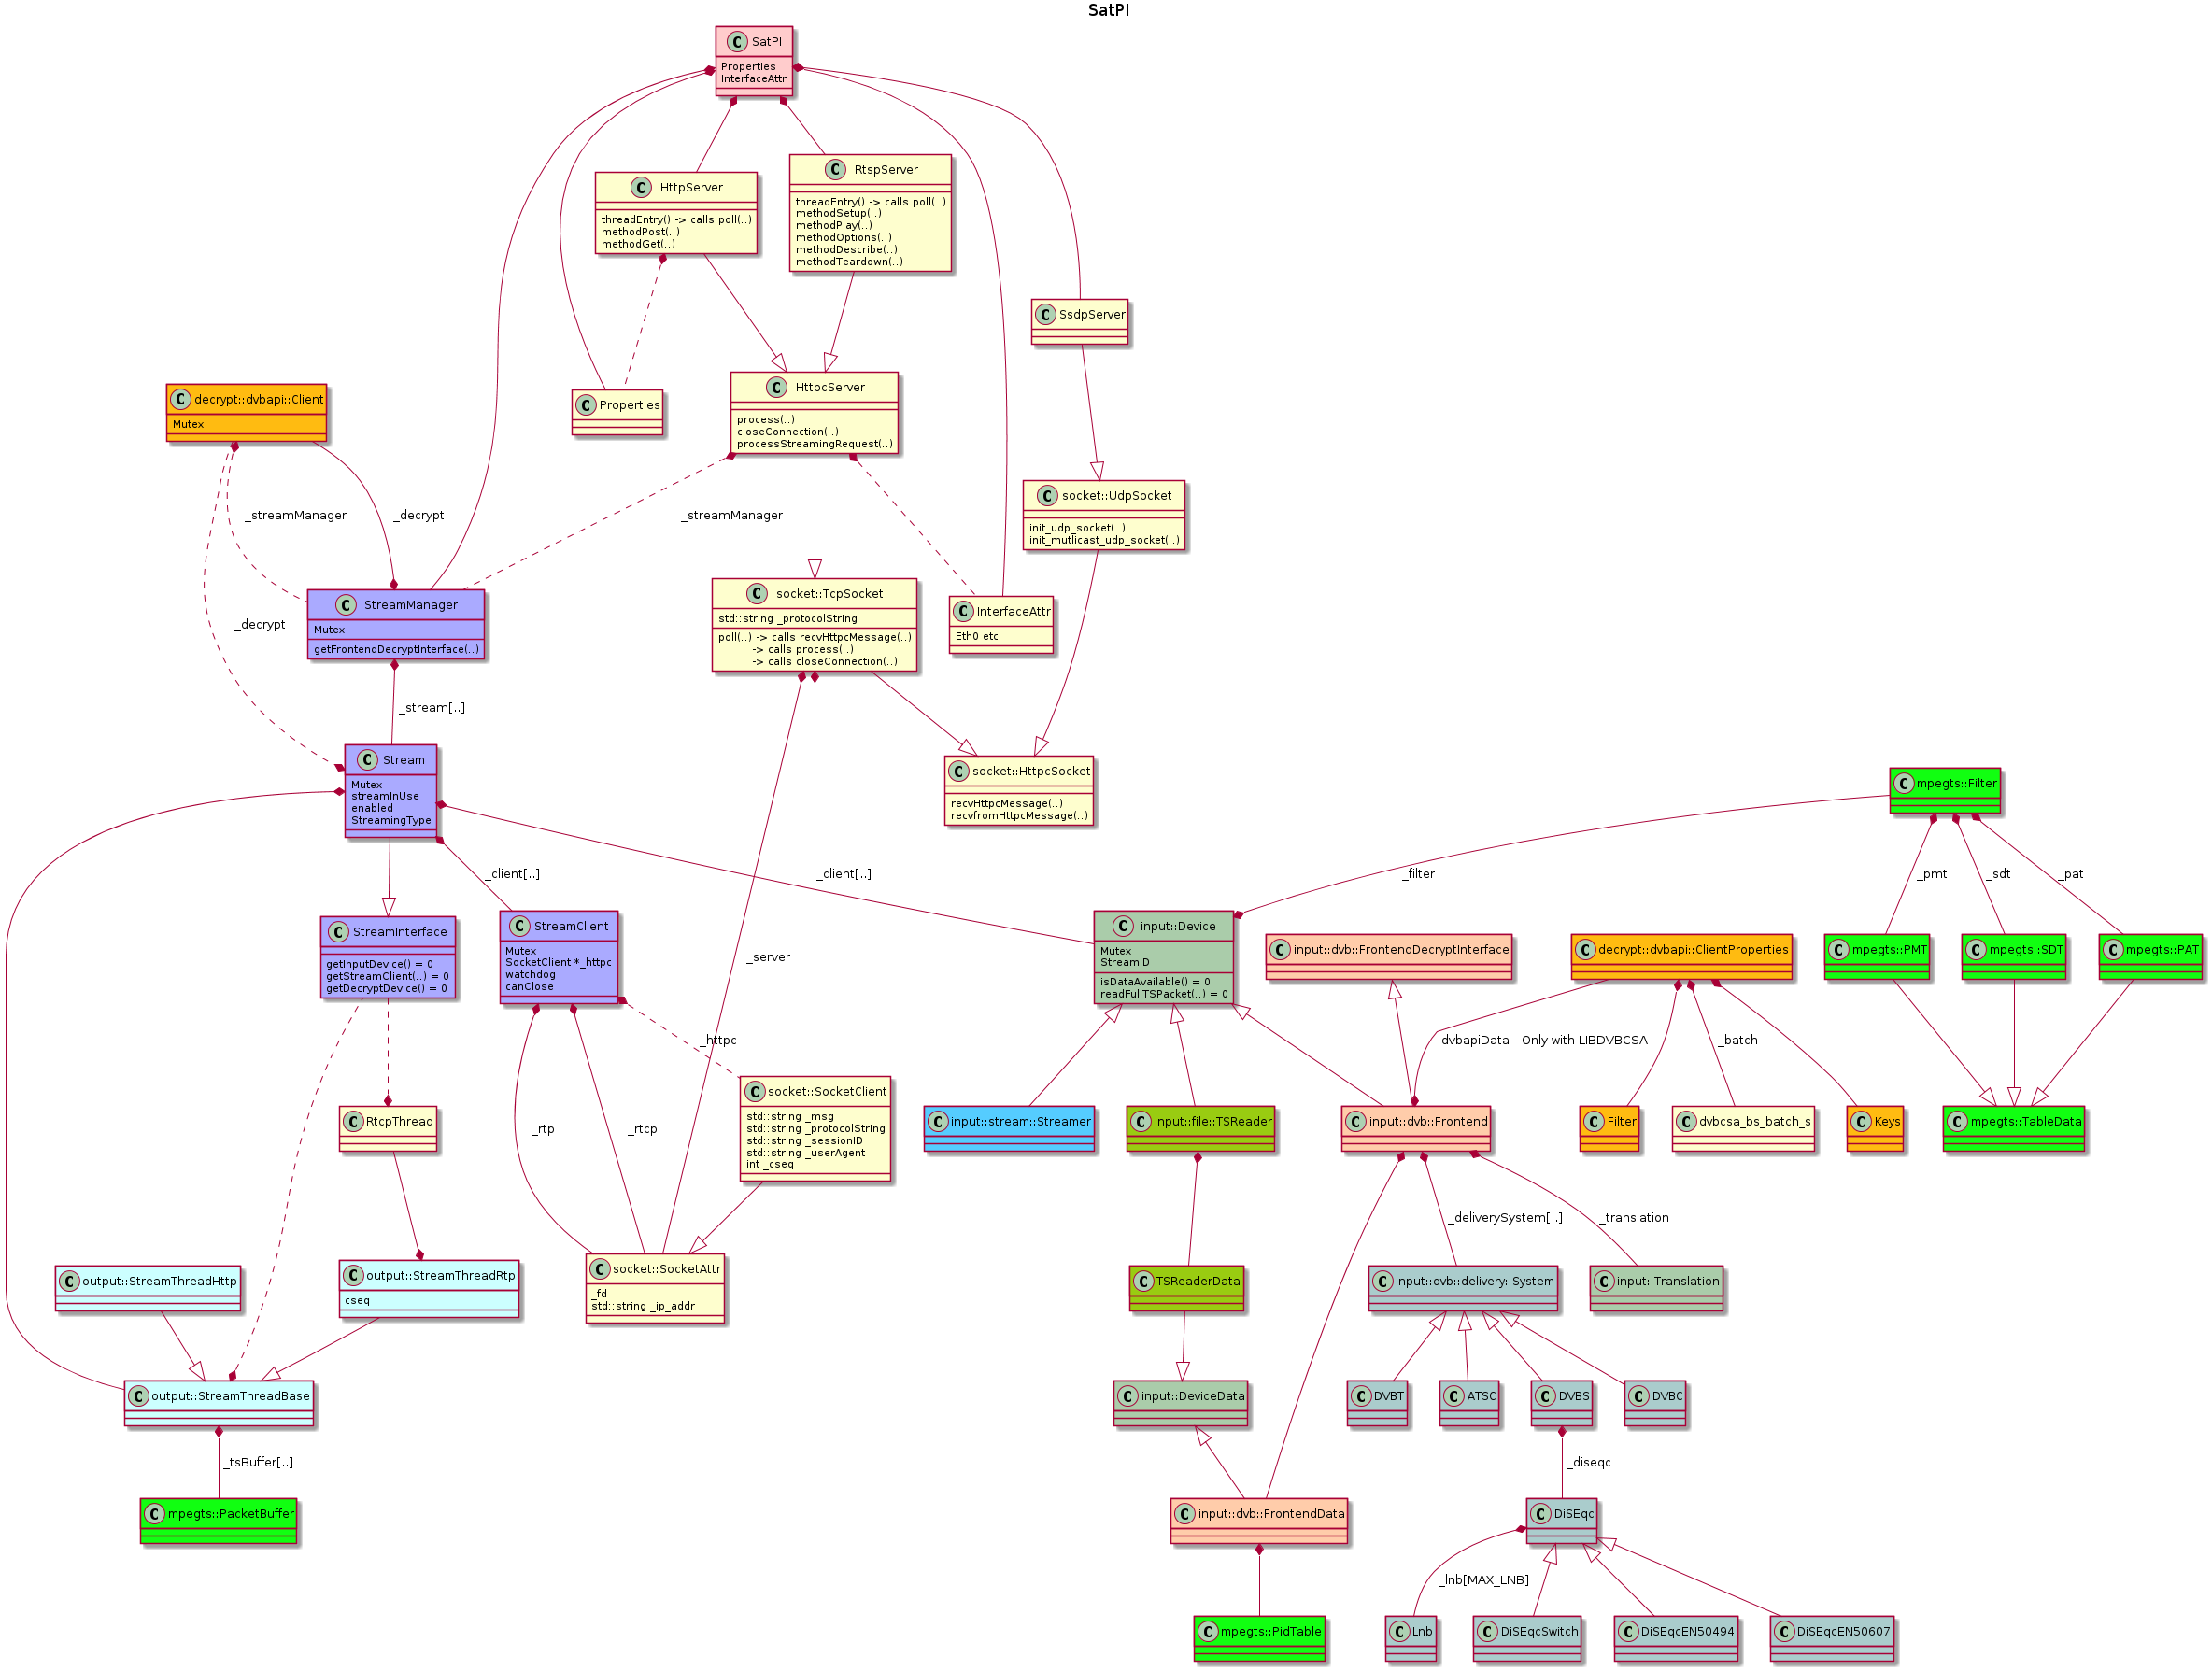 SatPI
C SatPI
Properties
InterfaceAttr
C HttpServer
threadEntry() -> calls poll(..)
methodPost(..)
methodGet(..)
C RtspServer
threadEntry() -> calls poll(..)
methodSetup(..)
methodPlay(..)
methodOptions(..)
methodDescribe(..)
methodTeardown(..)
C SsdpServer
C HttpcServer
process(..)
closeConnection(..)
processStreamingRequest(..)
C Properties
C decrypt::dvbapi::Client
Mutex
C socket::UdpSocket
init_udp_socket(..)
init_mutlicast_udp_socket(..)
_streamManager
_decrypt
_streamManager
_decrypt
C StreamManager
Mutex
getFrontendDecryptInterface(..)
C socket::TcpSocket
std::string _protocolString
poll(..) -> calls recvHttpcMessage(..)
-> calls process(..)
-> calls closeConnection(..)
C InterfaceAttr
Eth0 etc.
_stream[..]
C Stream
Mutex
streamInUse
enabled
StreamingType
C socket::HttpcSocket
recvHttpcMessage(..)
recvfromHttpcMessage(..)
C mpegts::Filter
_client[..]
_client[..]
_filter
_pmt
_sdt
_pat
C StreamInterface
getInputDevice() = 0
getStreamClient(..) = 0
getDecryptDevice() = 0
C StreamClient
Mutex
SocketClient *_httpc
watchdog
canClose
_server
C input::Device
Mutex
StreamID
isDataAvailable() = 0
readFullTSPacket(..) = 0
C input::dvb::FrontendDecryptInterface
C decrypt::dvbapi::ClientProperties
C mpegts::PMT
C mpegts::SDT
C mpegts::PAT
_httpc
dvbapiData - Only with LIBDVBCSA
_batch
C RtcpThread
_rtp
_rtcp
C socket::SocketClient
std::string _msg
std::string _protocolString
std::string _sessionID
std::string _userAgent
int _cseq
C input::stream::Streamer
C input::file::TSReader
C input::dvb::Frontend
C Filter
C dvbcsa_bs_batch_s
C Keys
C mpegts::TableData
_deliverySystem[..]
_translation
C output::StreamThreadHttp
C output::StreamThreadRtp
cseq
C socket::SocketAttr
_fd
std::string _ip_addr
C TSReaderData
C input::dvb::delivery::System
C input::Translation
C output::StreamThreadBase
C input::DeviceData
C DVBT
C ATSC
C DVBS
C DVBC
_tsBuffer[..]
_diseqc
C mpegts::PacketBuffer
C input::dvb::FrontendData
C DiSEqc
_lnb[MAX_LNB]
C mpegts::PidTable
C Lnb
C DiSEqcSwitch
C DiSEqcEN50494
C DiSEqcEN50607